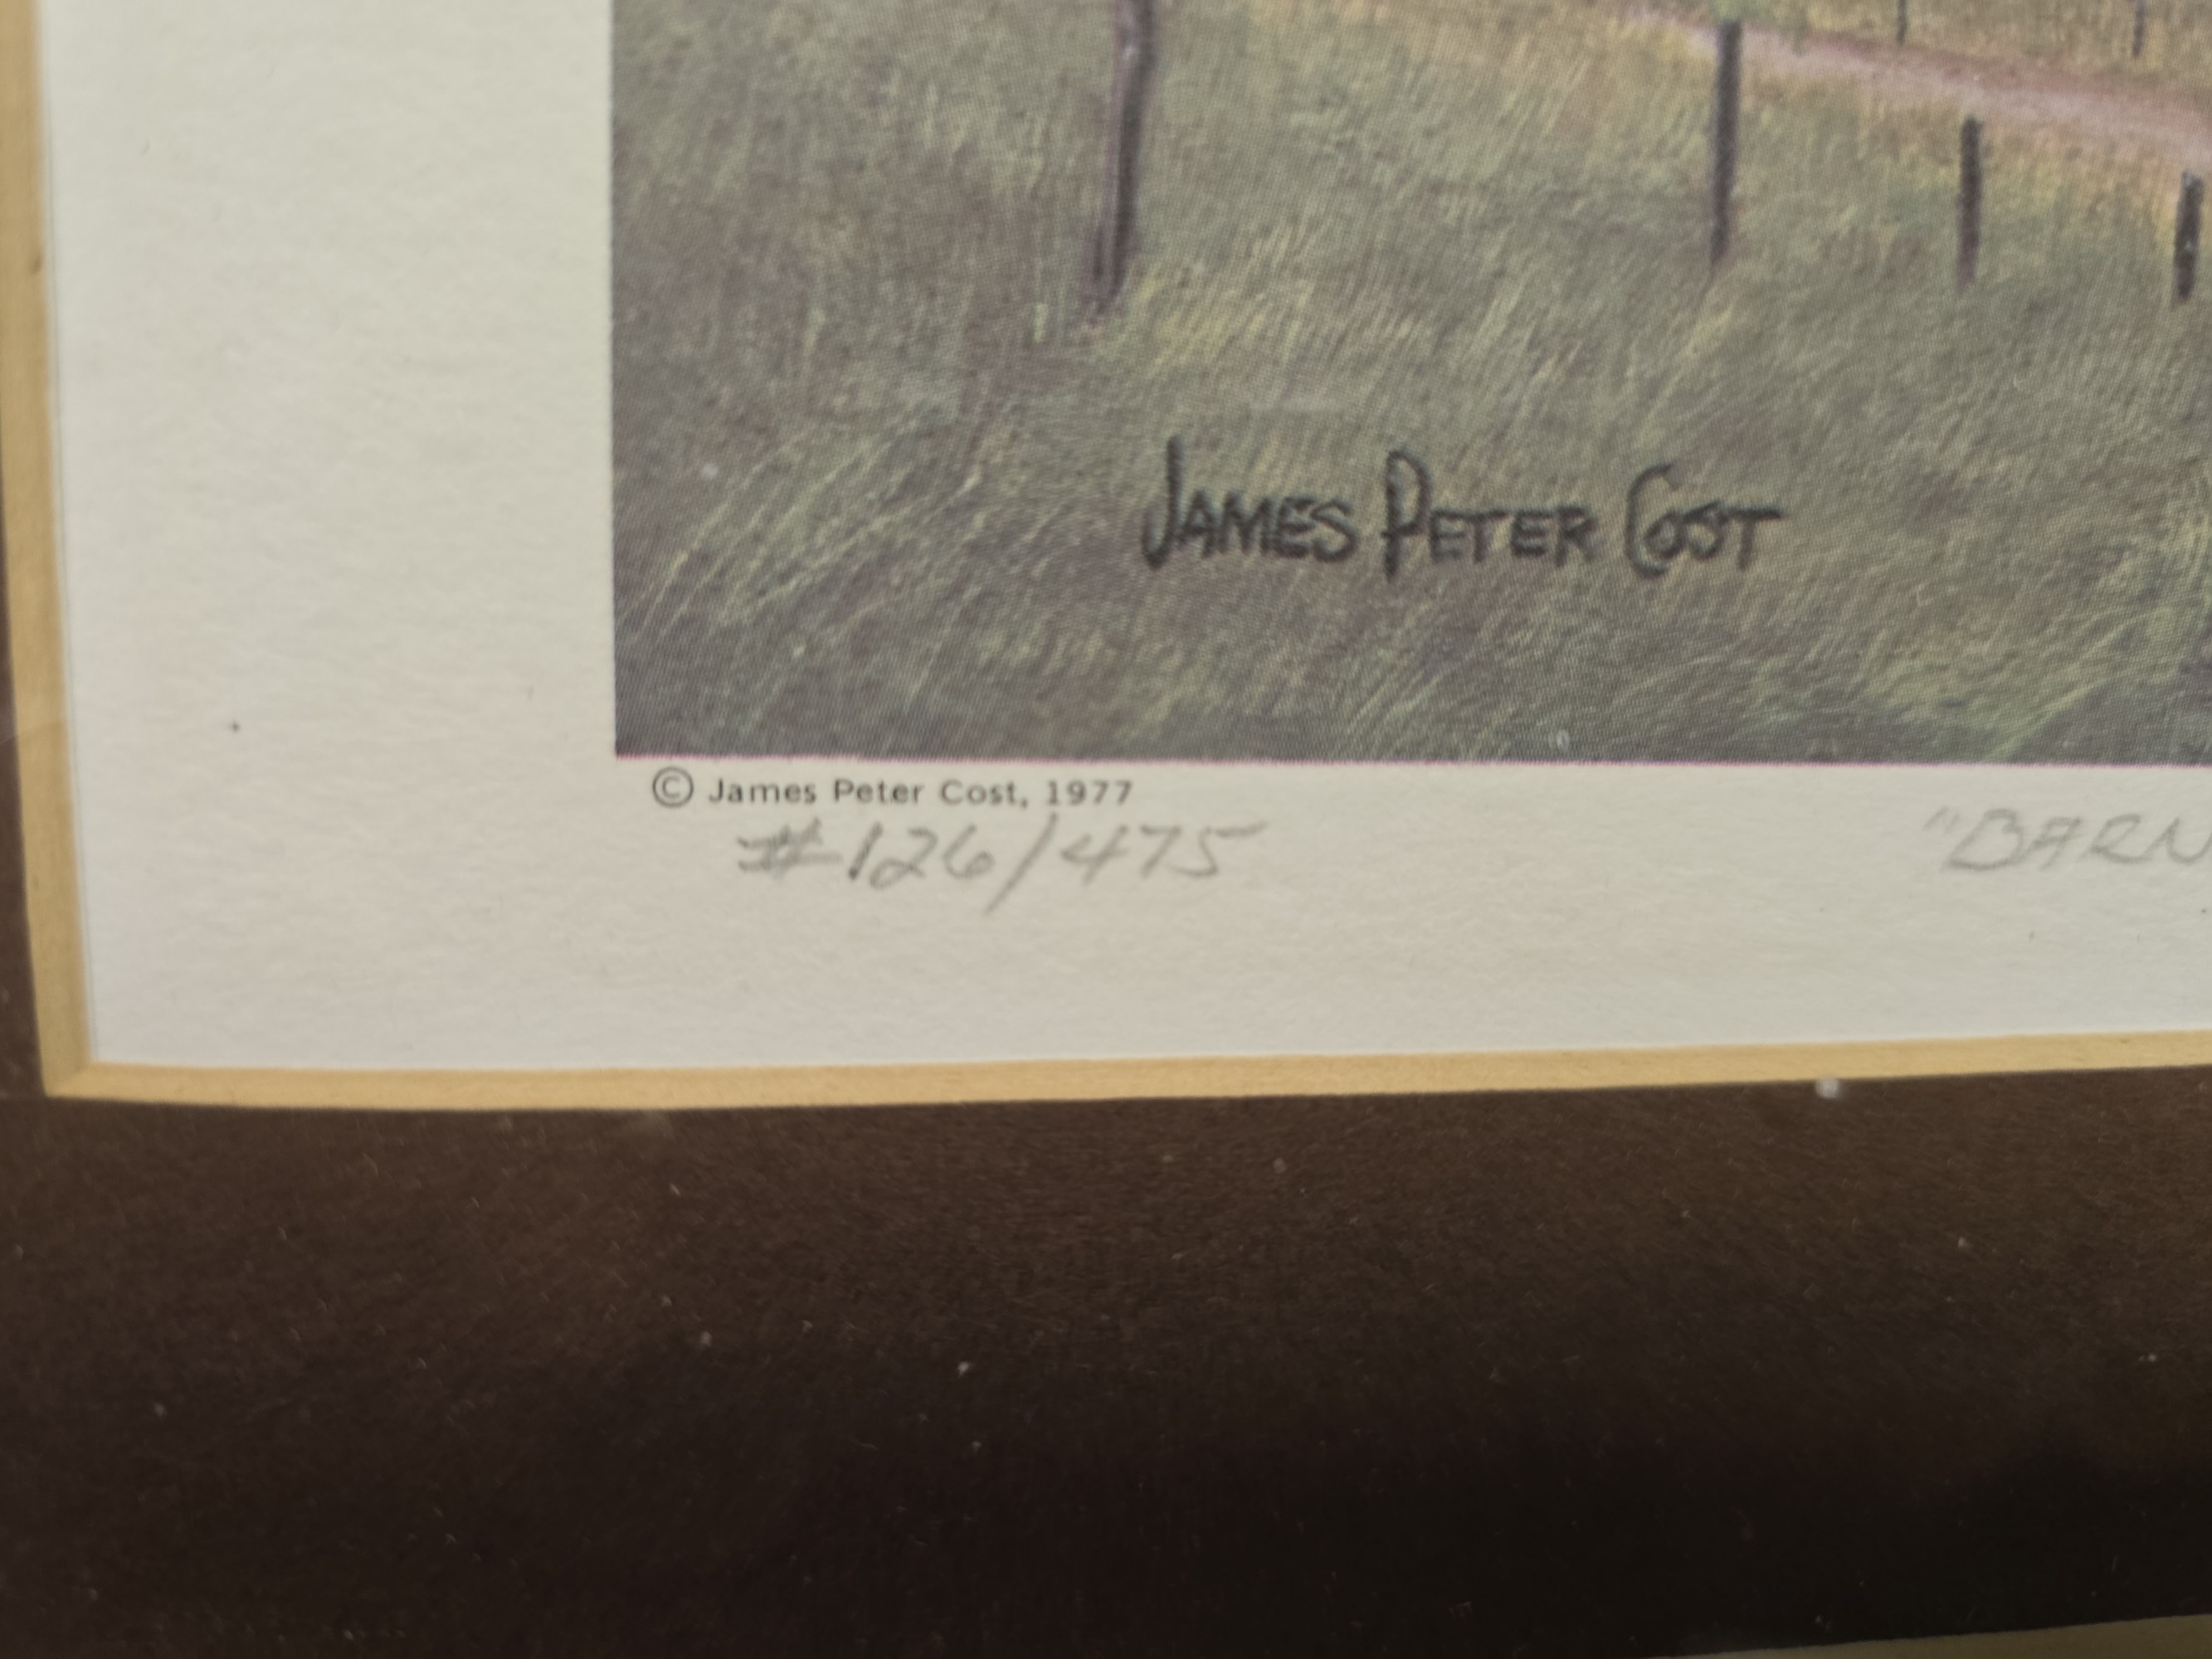 JAMES PETER COST
© James Peter Cost, 1977
#126/475
"BARN